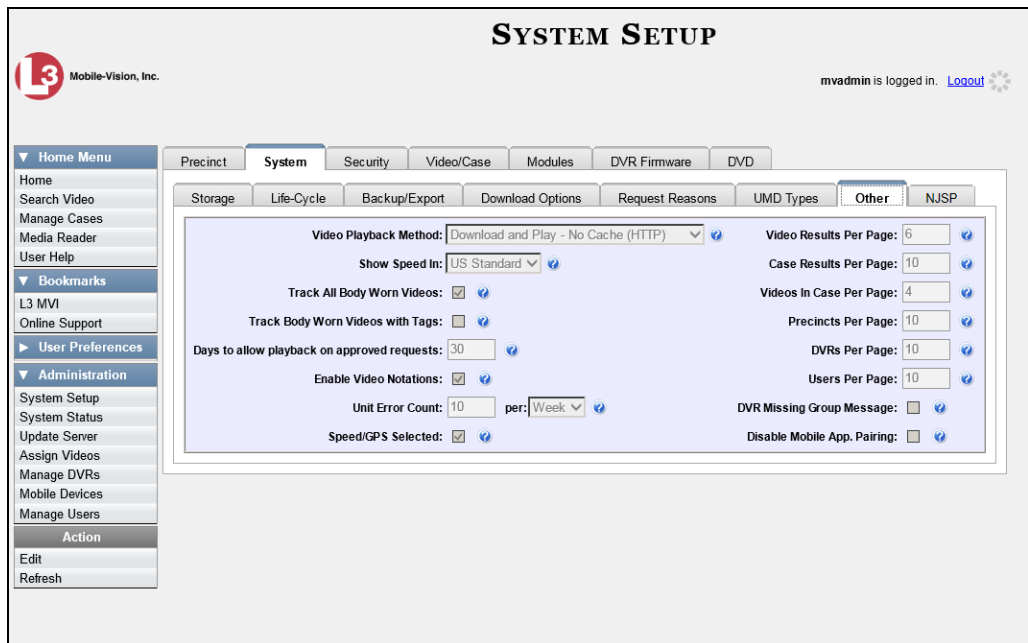 SYSTEM SETUP
L3 Mobile-Vision, Inc.
mvadmin is logged in. Logout
▼ Home Menu
Home
Search Video
Manage Cases
Media Reader
User Help
▼ Bookmarks
L3 MVI
Online Support
► User Preferences
▼ Administration
System Setup
System Status
Update Server
Assign Videos
Manage DVRs
Mobile Devices
Manage Users
Action
Edit
Refresh
Precinct System Security Video/Case Modules DVR Firmware DVD
Storage Life-Cycle Backup/Export Download Options Request Reasons UMD Types Other NJSP
Video Playback Method: Download and Play - No Cache (HTTP) ? Video Results Per Page: 6 ?
Show Speed In: US Standard ? Case Results Per Page: 10 ?
Track All Body Worn Videos: ? Videos In Case Per Page: 4 ?
Track Body Worn Videos with Tags: ? Precincts Per Page: 10 ?
Days to allow playback on approved requests: 30 ? DVRs Per Page: 10 ?
Enable Video Notations: ? Users Per Page: 10 ?
Unit Error Count: 10 per: Week ? DVR Missing Group Message: ?
Speed/GPS Selected: ? Disable Mobile App. Pairing: ?